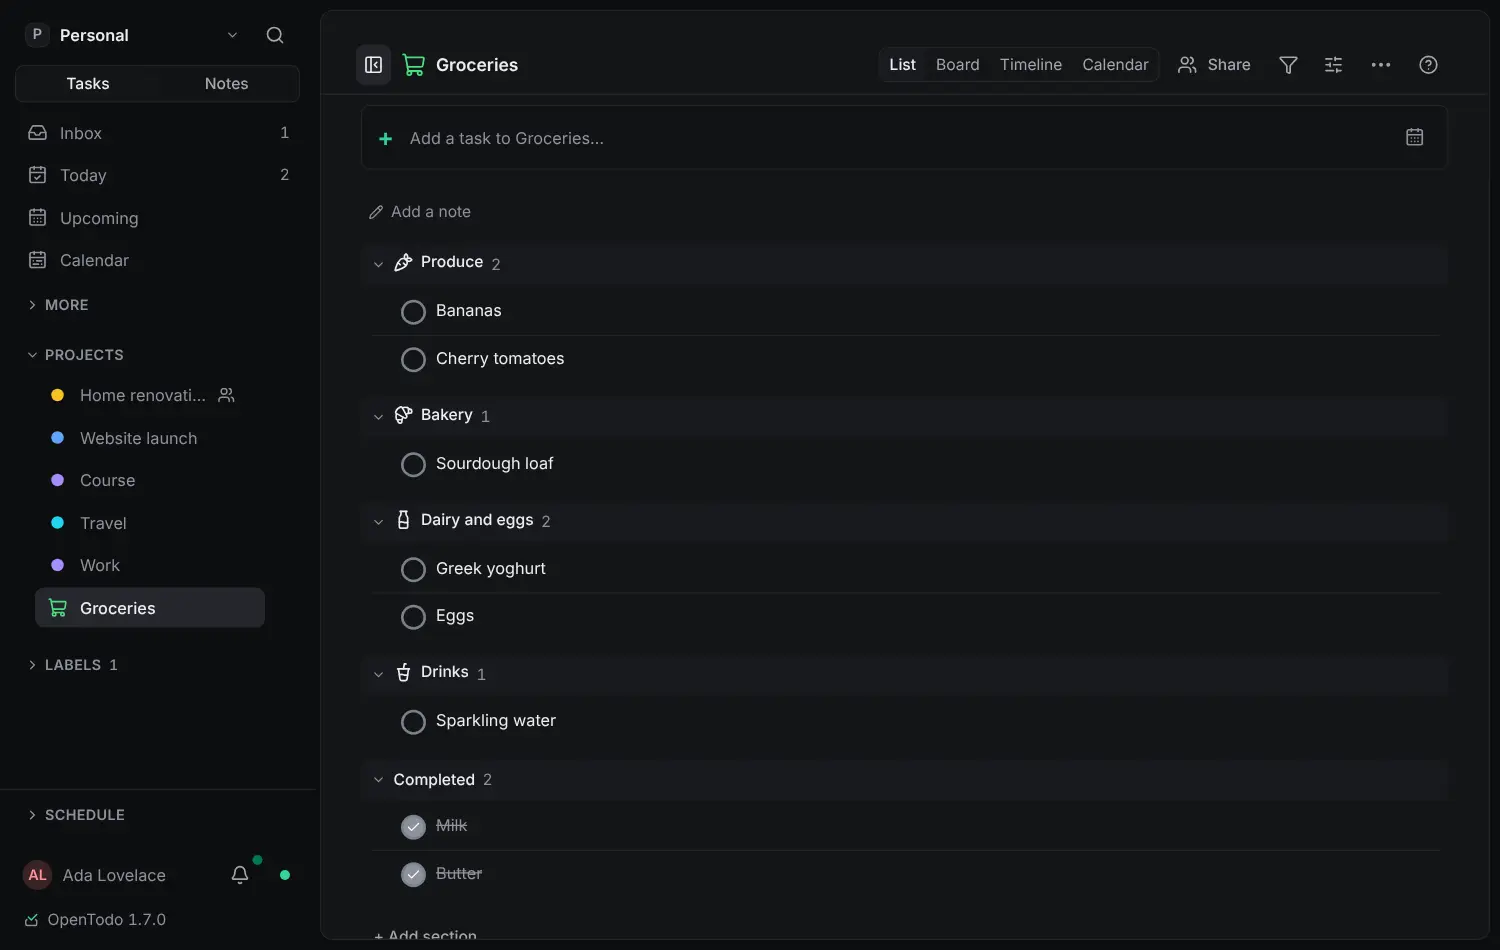 P Personal
Tasks Notes
Inbox 1
Today 2
Upcoming
Calendar
MORE
PROJECTS
Home renovati...
Website launch
Course
Travel
Work
Groceries
LABELS 1
SCHEDULE
AL Ada Lovelace
OpenTodo 1.7.0
Groceries
List Board Timeline Calendar Share
Add a task to Groceries...
Add a note
Produce 2
Bananas
Cherry tomatoes
Bakery 1
Sourdough loaf
Dairy and eggs 2
Greek yoghurt
Eggs
Drinks 1
Sparkling water
Completed 2
Milk
Butter
+ Add section